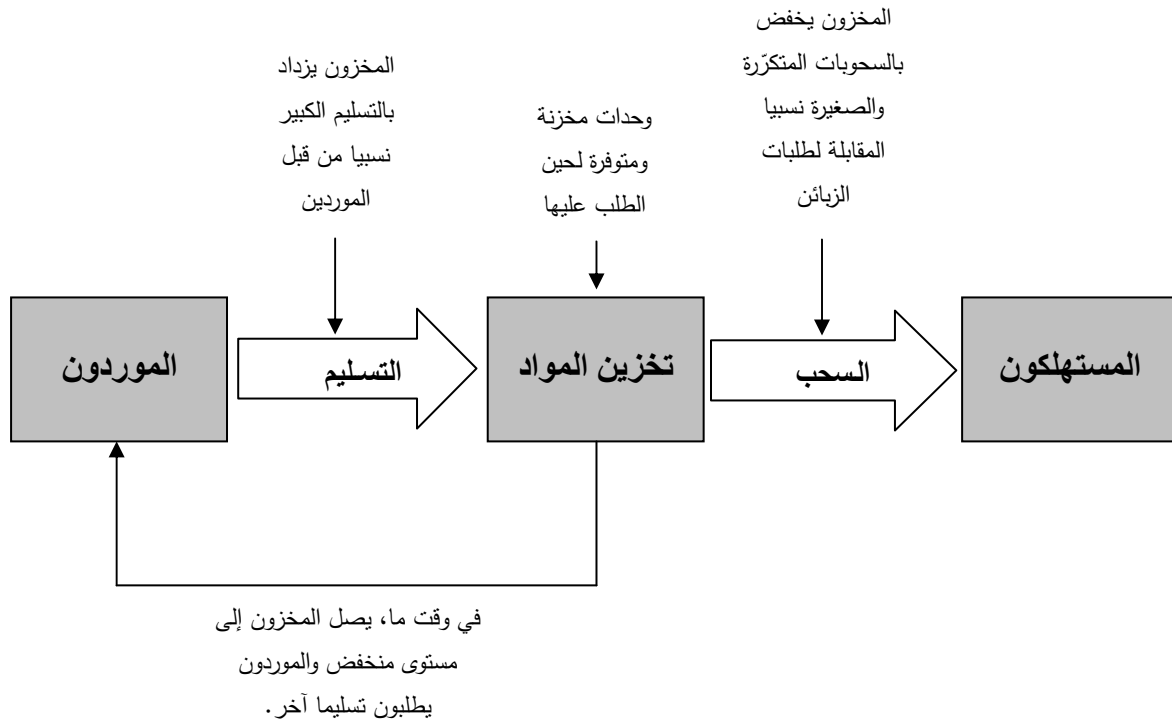 المخزون يخفض
بالسحوبات المتكرّرة
والصغيرة نسبيا
المقابلة لطلبات
الزبائن
وحدات مخزنة
ومتوفرة لحين
الطلب عليها
المخزون يزداد
بالتسليم الكبير
نسبيا من قبل
الموردين
المستهلكون
السحب
تخزين المواد
التسليم
الموردون
في وقت ما، يصل المخزون إلى
مستوى منخفض والموردون
يطلبون تسليما آخر.